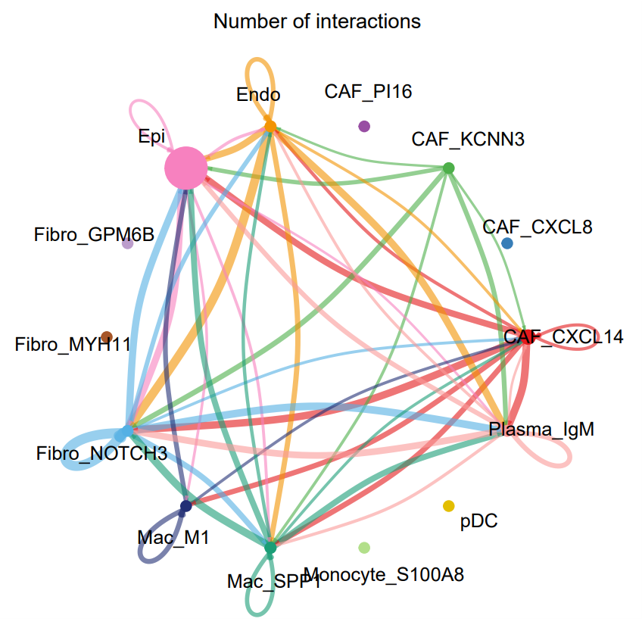 Number of interactions
Endo
CAF_PI16
Epi
CAF_KCNN3
Fibro_GPM6B
CAF_CXCL8
Fibro_MYH11
CAF_CXCL14
Fibro_NOTCH3
Plasma_IgM
Mac_M1
pDC
Mac_SPP1
Monocyte_S100A8